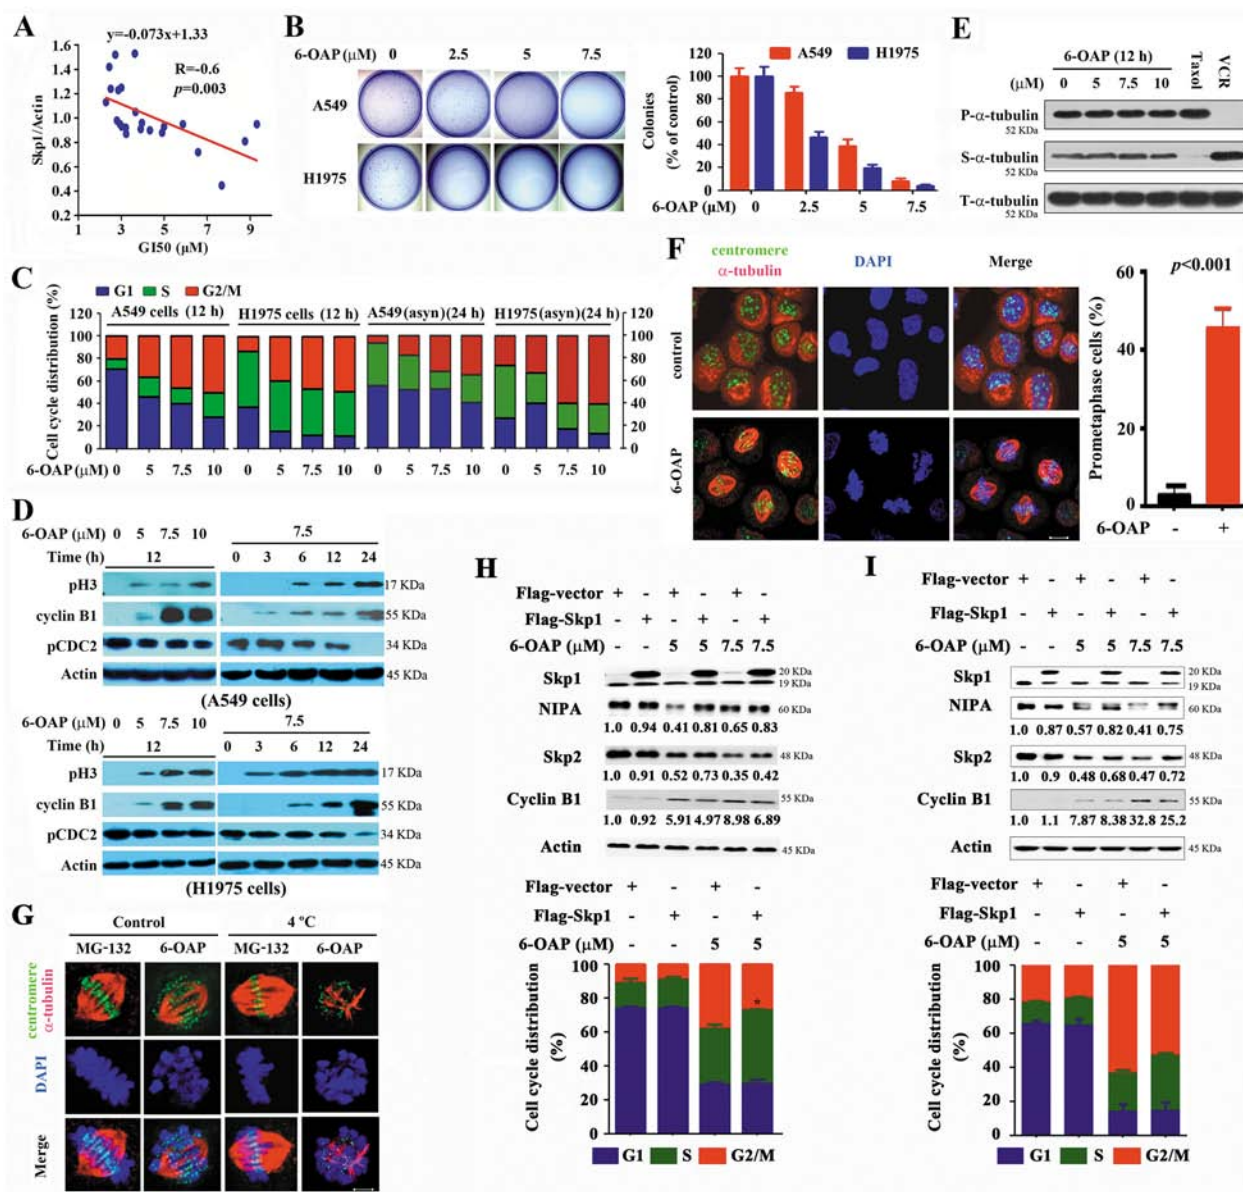 A
y=-0.073x+1.33
R=-0.6
p=0.003
Skp1/Actin
1.6
1.4
1.2
1.0
0.8
0.6
0.4
0.2
1 3 5 7 9
GI50 (μM)
B
6-OAP (μM) 0 2.5 5 7.5
A549
H1975
A549 H1975
Colonies
(% of control)
120
100
80
60
40
20
0
6-OAP (μM) 0 2.5 5 7.5
E
6-OAP (12 h)
(μM) 0 5 7.5 10 Taxol VCR
P-α-tubulin
52 KDa
S-α-tubulin
52 KDa
T-α-tubulin
52 KDa
C
G1 S G2/M
Cell cycle distribution (%)
A549 cells (12 h) H1975 cells (12 h) A549(asyn)(24 h) H1975(asyn)(24 h)
120 120
100 100
80 80
60 60
40 40
20 20
0 0
6-OAP (μM) 0 5 7.5 10 0 5 7.5 10 0 5 7.5 10 0 5 7.5 10
F
centromere
α-tubulin
DAPI
Merge
control
6-OAP
p<0.001
Prometaphase cells (%)
60
40
20
0
6-OAP - +
D
6-OAP (μM) 0 5 7.5 10 7.5
Time (h) 12 0 3 6 12 24
pH3 17 KDa
cyclin B1 55 KDa
pCDC2 34 KDa
Actin 45 KDa
(A549 cells)
6-OAP (μM) 0 5 7.5 10 7.5
Time (h) 12 0 3 6 12 24
pH3 17 KDa
cyclin B1 55 KDa
pCDC2 34 KDa
Actin 45 KDa
(H1975 cells)
G
Control 4 °C
MG-132 6-OAP MG-132 6-OAP
centromere
α-tubulin
DAPI
Merge
H
Flag-vector + - + - + -
Flag-Skp1 - + - + - +
6-OAP (μM) - - 5 5 7.5 7.5
Skp1 20 KDa
19 KDa
NIPA 60 KDa
1.0 0.94 0.41 0.81 0.65 0.83
Skp2 48 KDa
1.0 0.91 0.52 0.73 0.35 0.42
Cyclin B1 55 KDa
1.0 0.92 5.91 4.97 8.98 6.89
Actin 45 KDa
Flag-vector + - + -
Flag-Skp1 - + - +
6-OAP (μM) - - 5 5
Cell cycle distribution
(%)
100
80
60
40
20
0
*
G1 S G2/M
I
Flag-vector + - + - + -
Flag-Skp1 - + - + - +
6-OAP (μM) - - 5 5 7.5 7.5
Skp1 20 KDa
19 KDa
NIPA 60 KDa
1.0 0.87 0.57 0.82 0.41 0.75
Skp2 48 KDa
1.0 0.9 0.48 0.68 0.47 0.72
Cyclin B1 55 KDa
1.0 1.1 7.87 8.38 32.8 25.2
Actin 45 KDa
Flag-vector + - + -
Flag-Skp1 - + - +
6-OAP (μM) - - 5 5
Cell cycle distribution
(%)
100
80
60
40
20
0
G1 S G2/M